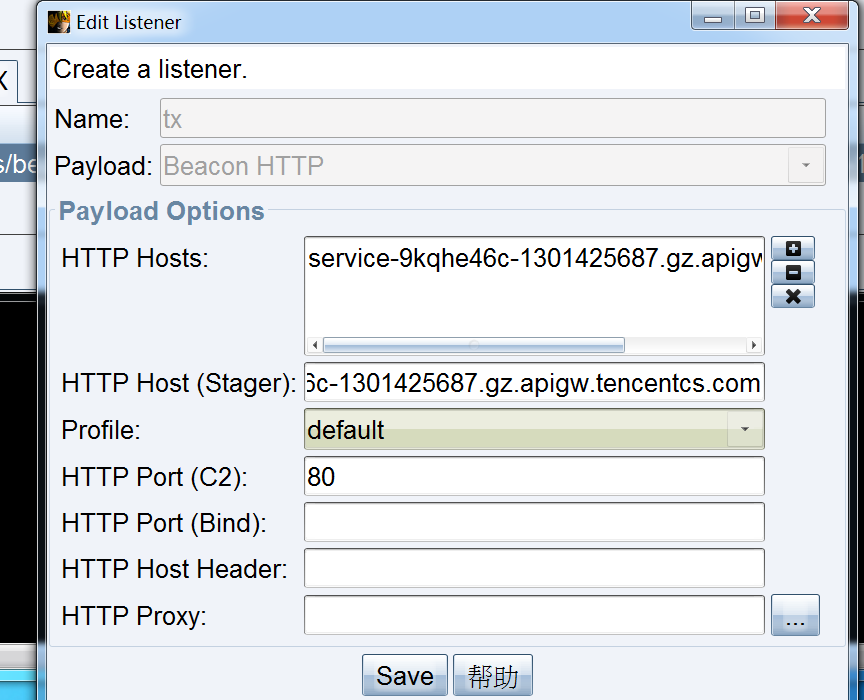 Edit Listener
Create a listener.
X
Name: tx
s/be
Payload: Beacon HTTP
Payload Options
HTTP Hosts: service-9kqhe46c-1301425687.gz.apigw
HTTP Host (Stager): 6c-1301425687.gz.apigw.tencentcs.com
Profile: default
HTTP Port (C2): 80
HTTP Port (Bind):
HTTP Host Header:
HTTP Proxy:
...
Save 帮助